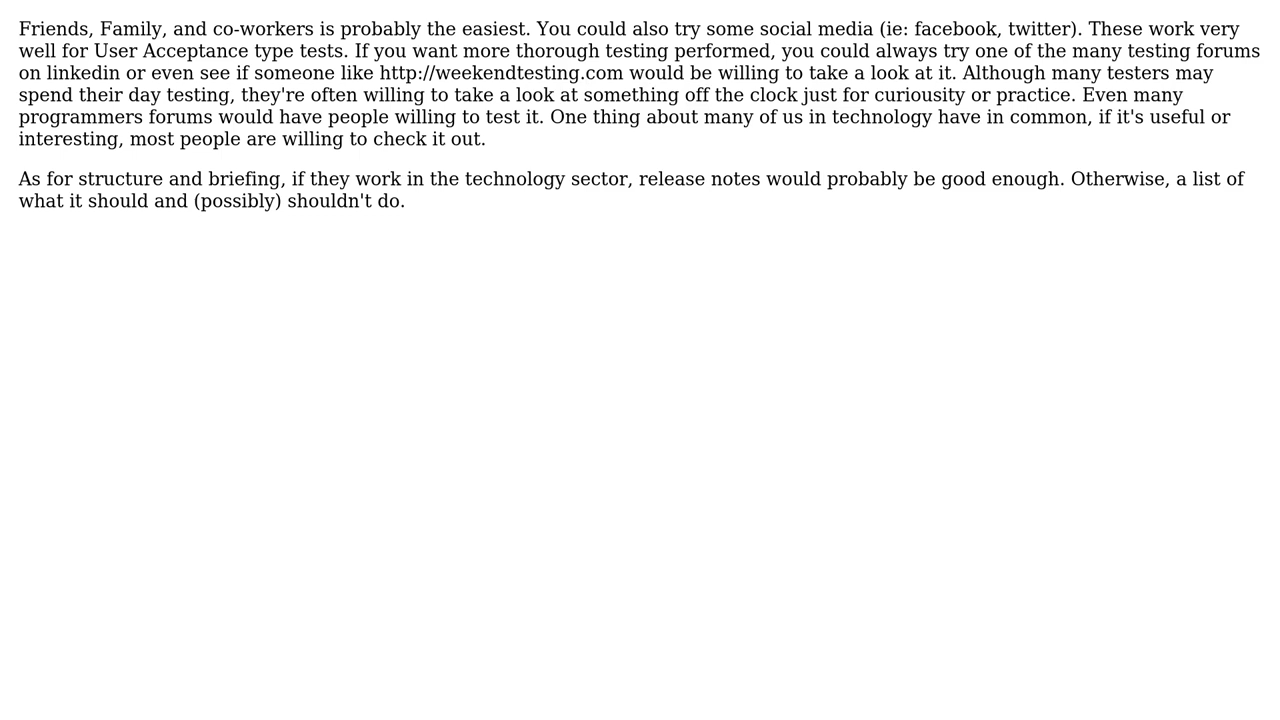 Friends, Family, and co-workers is probably the easiest. You could also try some social media (ie: facebook, twitter). These work very
well for User Acceptance type tests. If you want more thorough testing performed, you could always try one of the many testing forums
on linkedin or even see if someone like http://weekendtesting.com would be willing to take a look at it. Although many testers may
spend their day testing, they're often willing to take a look at something off the clock just for curiousity or practice. Even many
programmers forums would have people willing to test it. One thing about many of us in technology have in common, if it's useful or
interesting, most people are willing to check it out.
As for structure and briefing, if they work in the technology sector, release notes would probably be good enough. Otherwise, a list of
what it should and (possibly) shouldn't do.